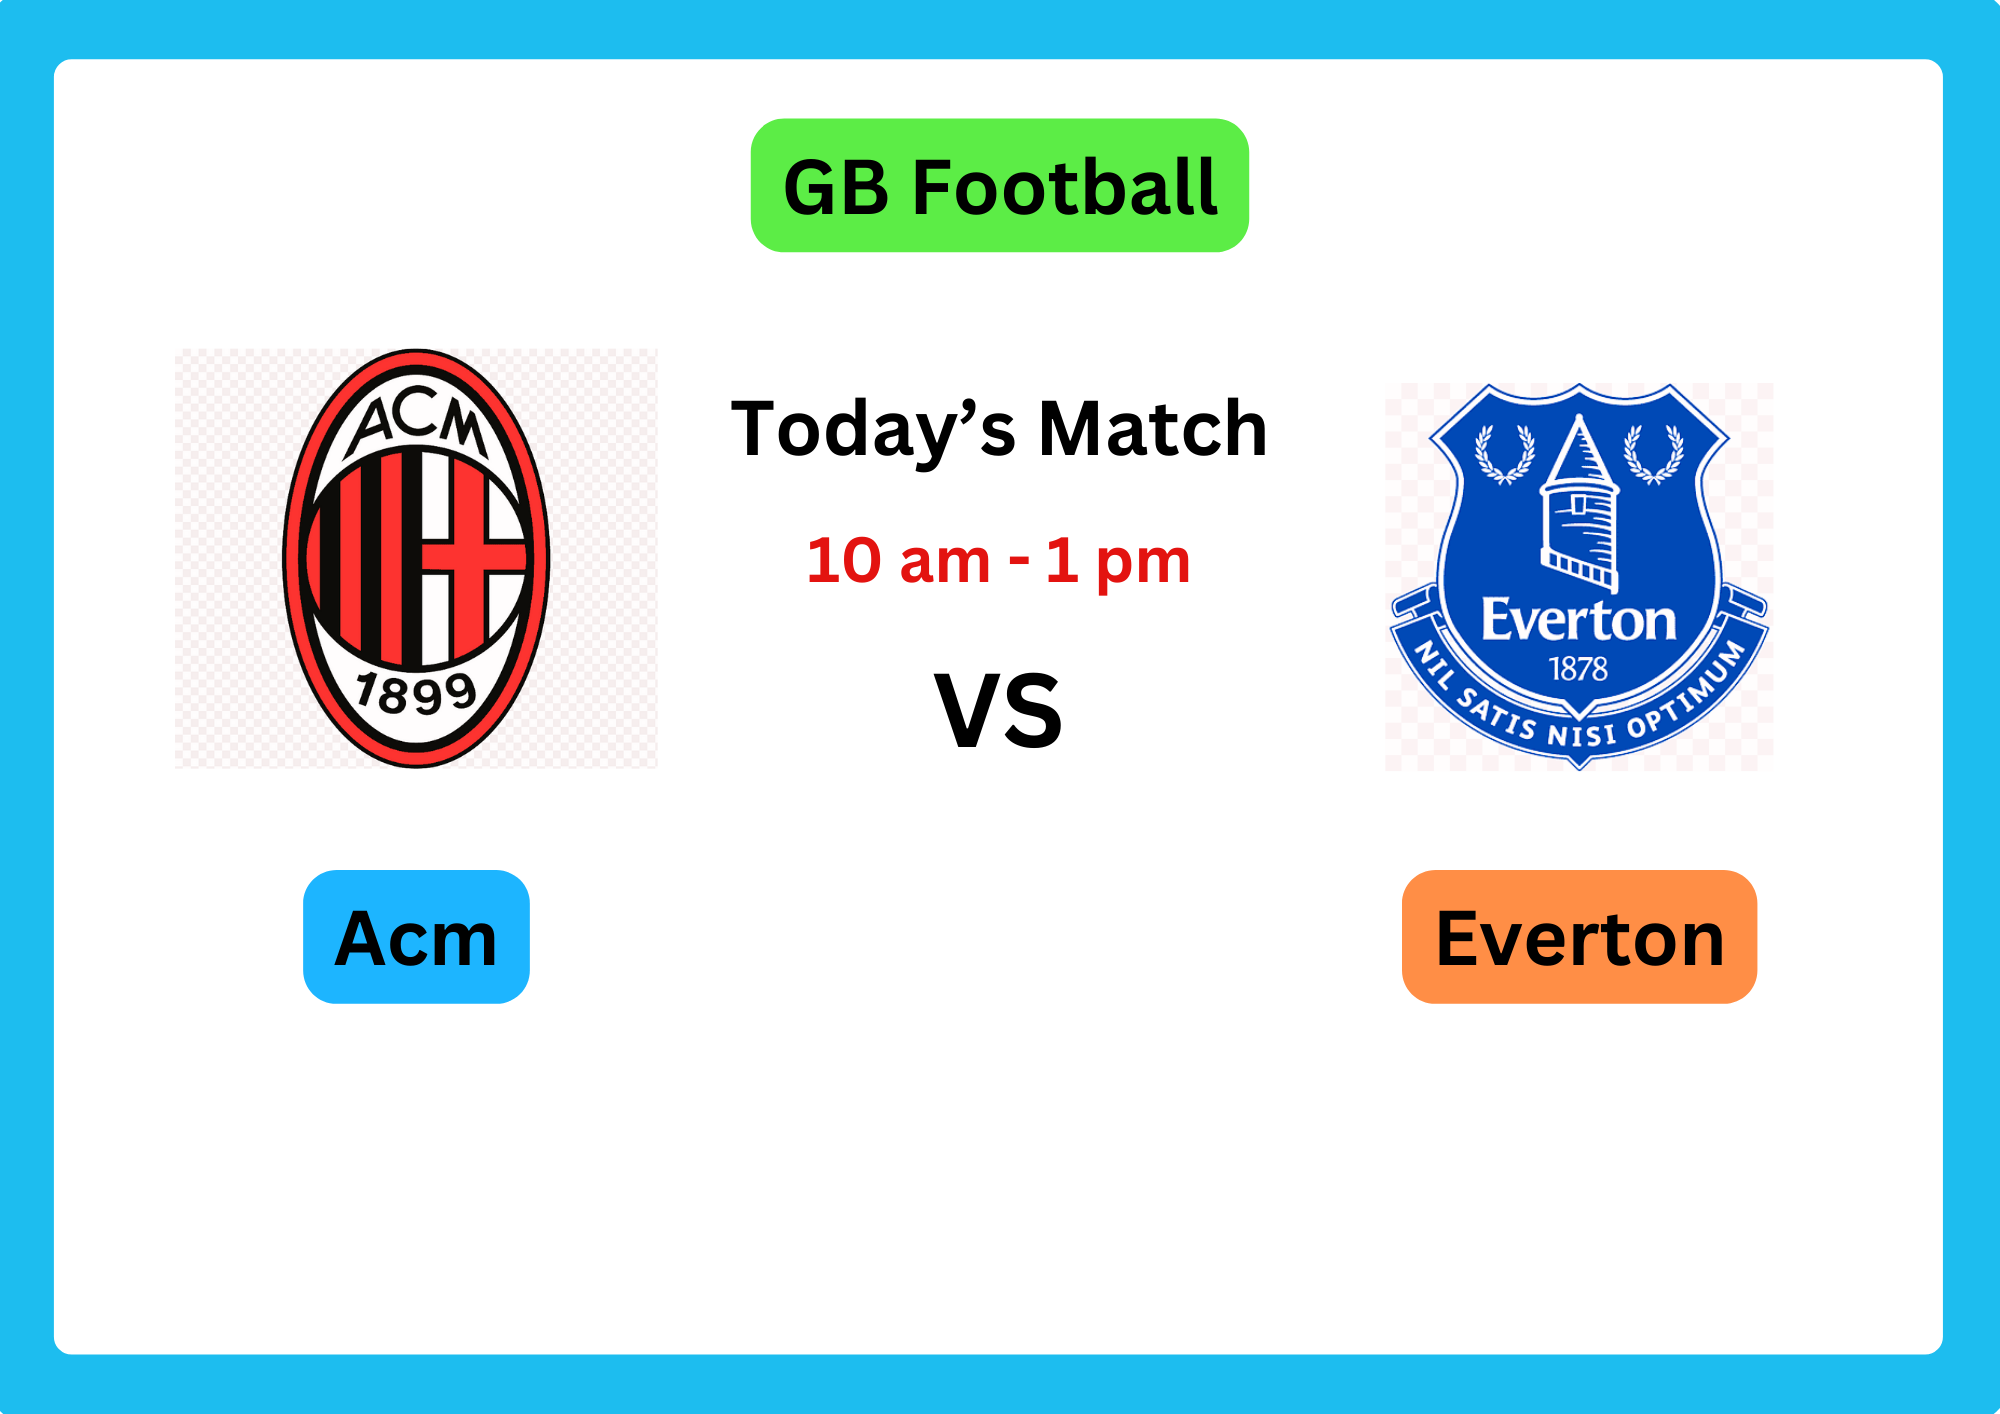 GB Football
ACM
1899
Today’s Match
10 am - 1 pm
VS
Everton
1878
NIL SATIS NISI OPTIMUM
Acm
Everton